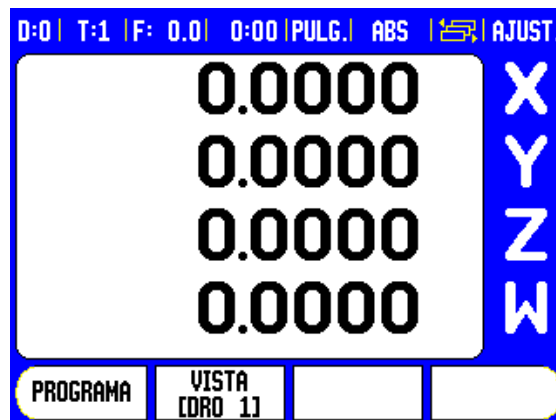 D:0 | T:1 | F: 0.0 | 0:00 | PULG. | ABS | | AJUST.
0.0000 X
0.0000 Y
0.0000 Z
0.0000 W
PROGRAMA
VISTA
[DRO 1]